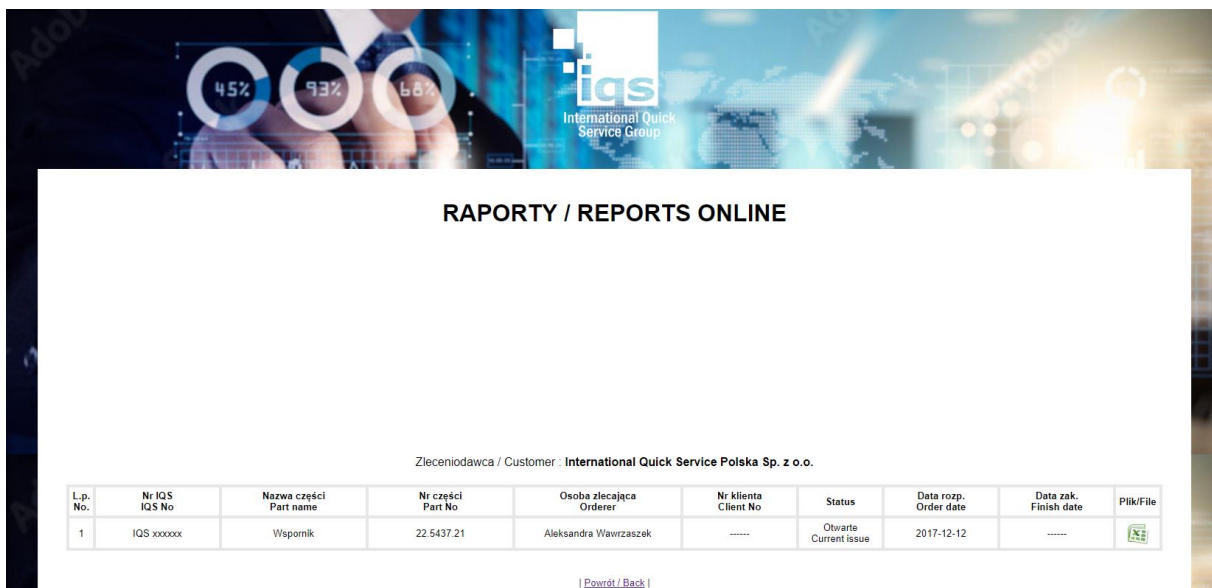 45% 93% 68%
iqs
International Quick
Service Group
RAPORTY / REPORTS ONLINE
Zleceniodawca / Customer : International Quick Service Polska Sp. z o.o.
L.p. Nr IQS Nazwa części Nr części Osoba zlecająca Nr klienta Status Data rozp. Data zak. Plik/File
No. IQS No Part name Part No Orderer Client No Order date Finish date
1 IQS xxxxxx Wspornik 22.5437.21 Aleksandra Wawrzaszek ------ Otwarte 2017-12-12 ------
Current issue
| Powrót / Back |